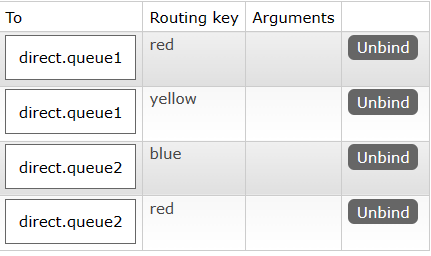 To Routing key Arguments
direct.queue1 red Unbind
direct.queue1 yellow Unbind
direct.queue2 blue Unbind
direct.queue2 red Unbind